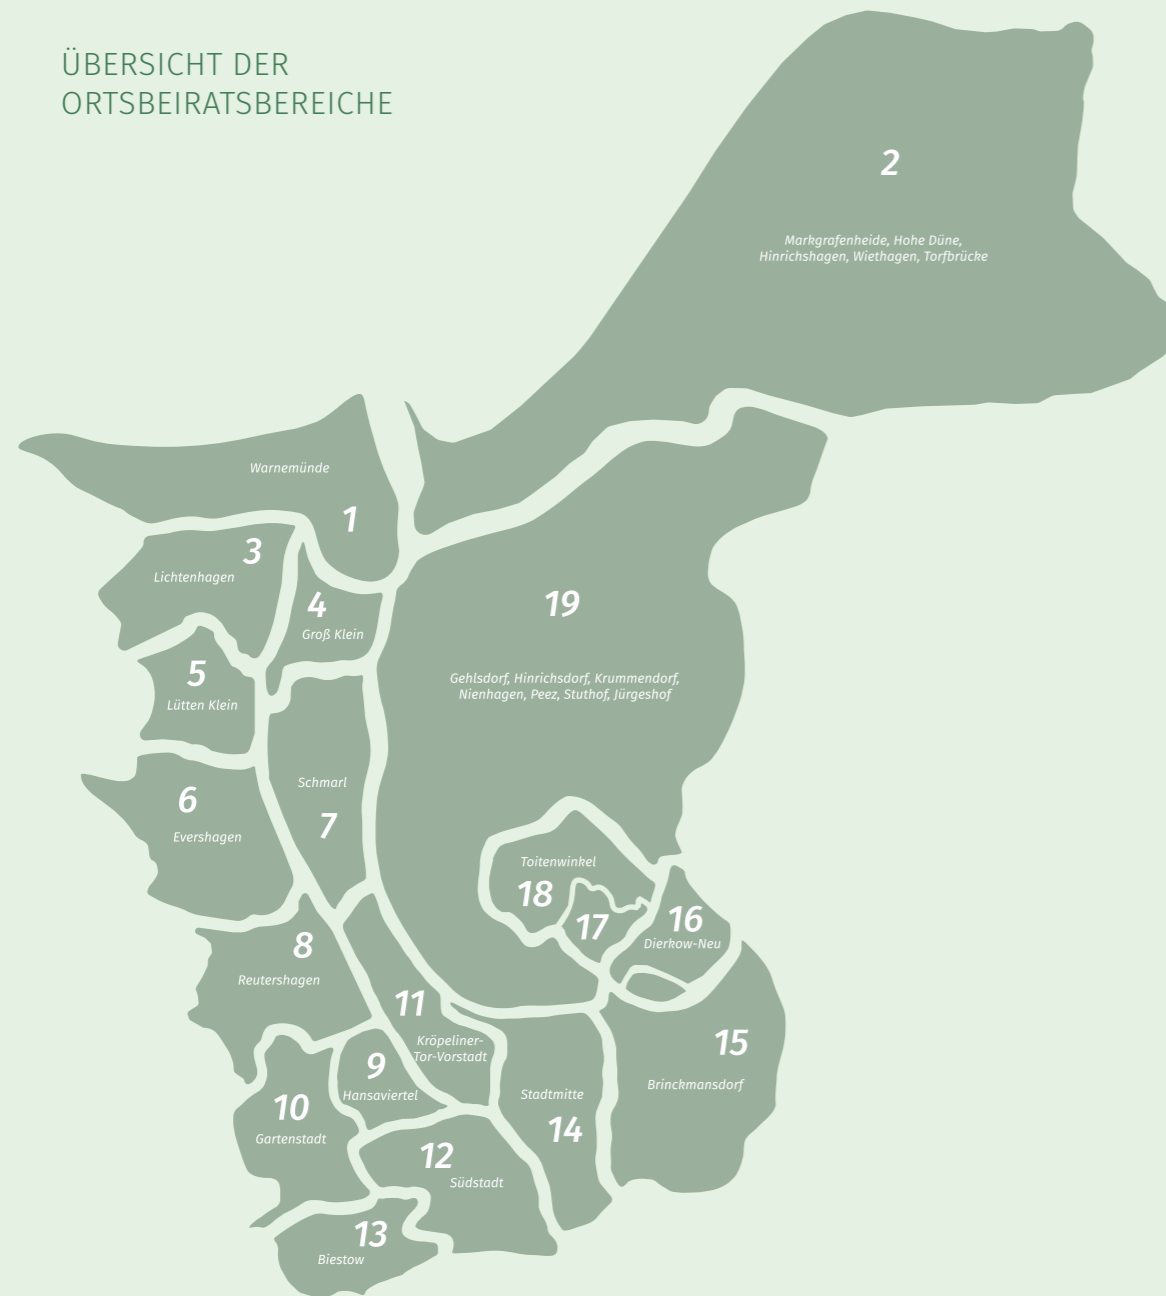 ÜBERSICHT DER
ORTSBEIRATSBEREICHE
2
Markgrafenheide, Hohe Düne,
Hinrichshagen, Wiethagen, Torfbrücke
Warnemünde
1
3
Lichtenhagen
4
Groß Klein
19
Gehlsdorf, Hinrichsdorf, Krummendorf,
Nienhagen, Peez, Stuthof, Jürgeshof
5
Lütten Klein
Schmarl
7
6
Evershagen
Toitenwinkel
18
17
16
Dierkow-Neu
8
Reutershagen
11
Kröpeliner-
Tor-Vorstadt
15
Brinckmansdorf
9
Hansaviertel
10
Gartenstadt
Stadtmitte
14
12
Südstadt
13
Biestow